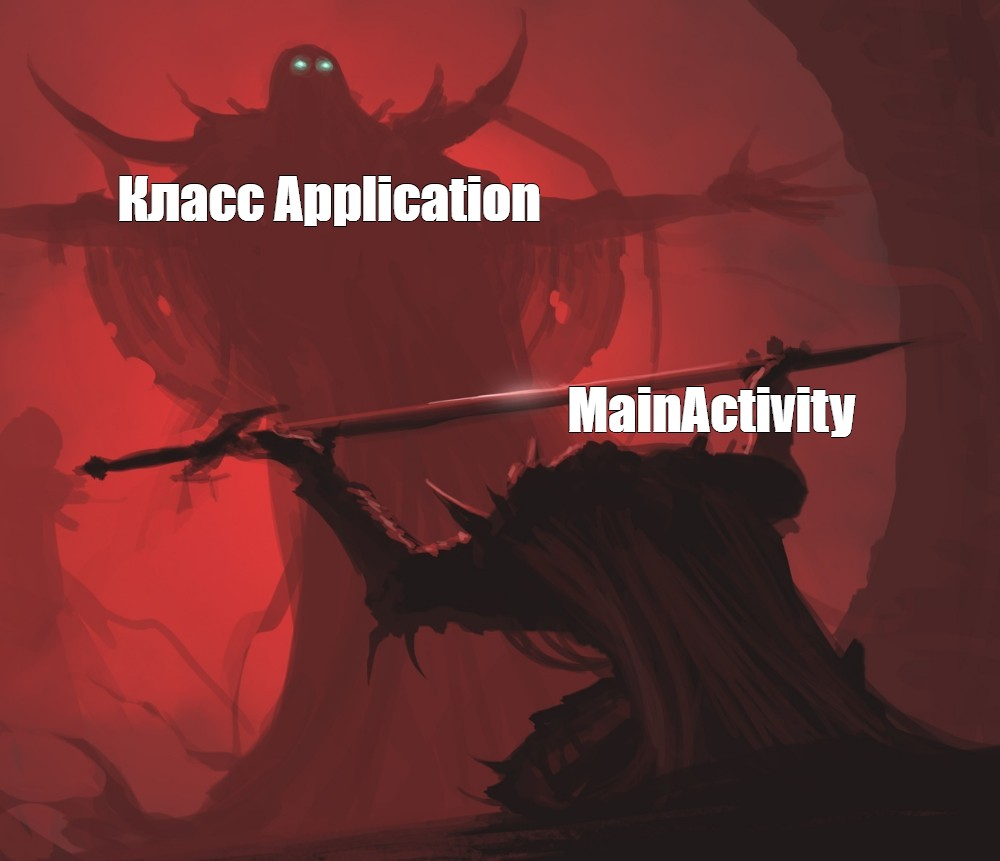 Класс Application
MainActivity